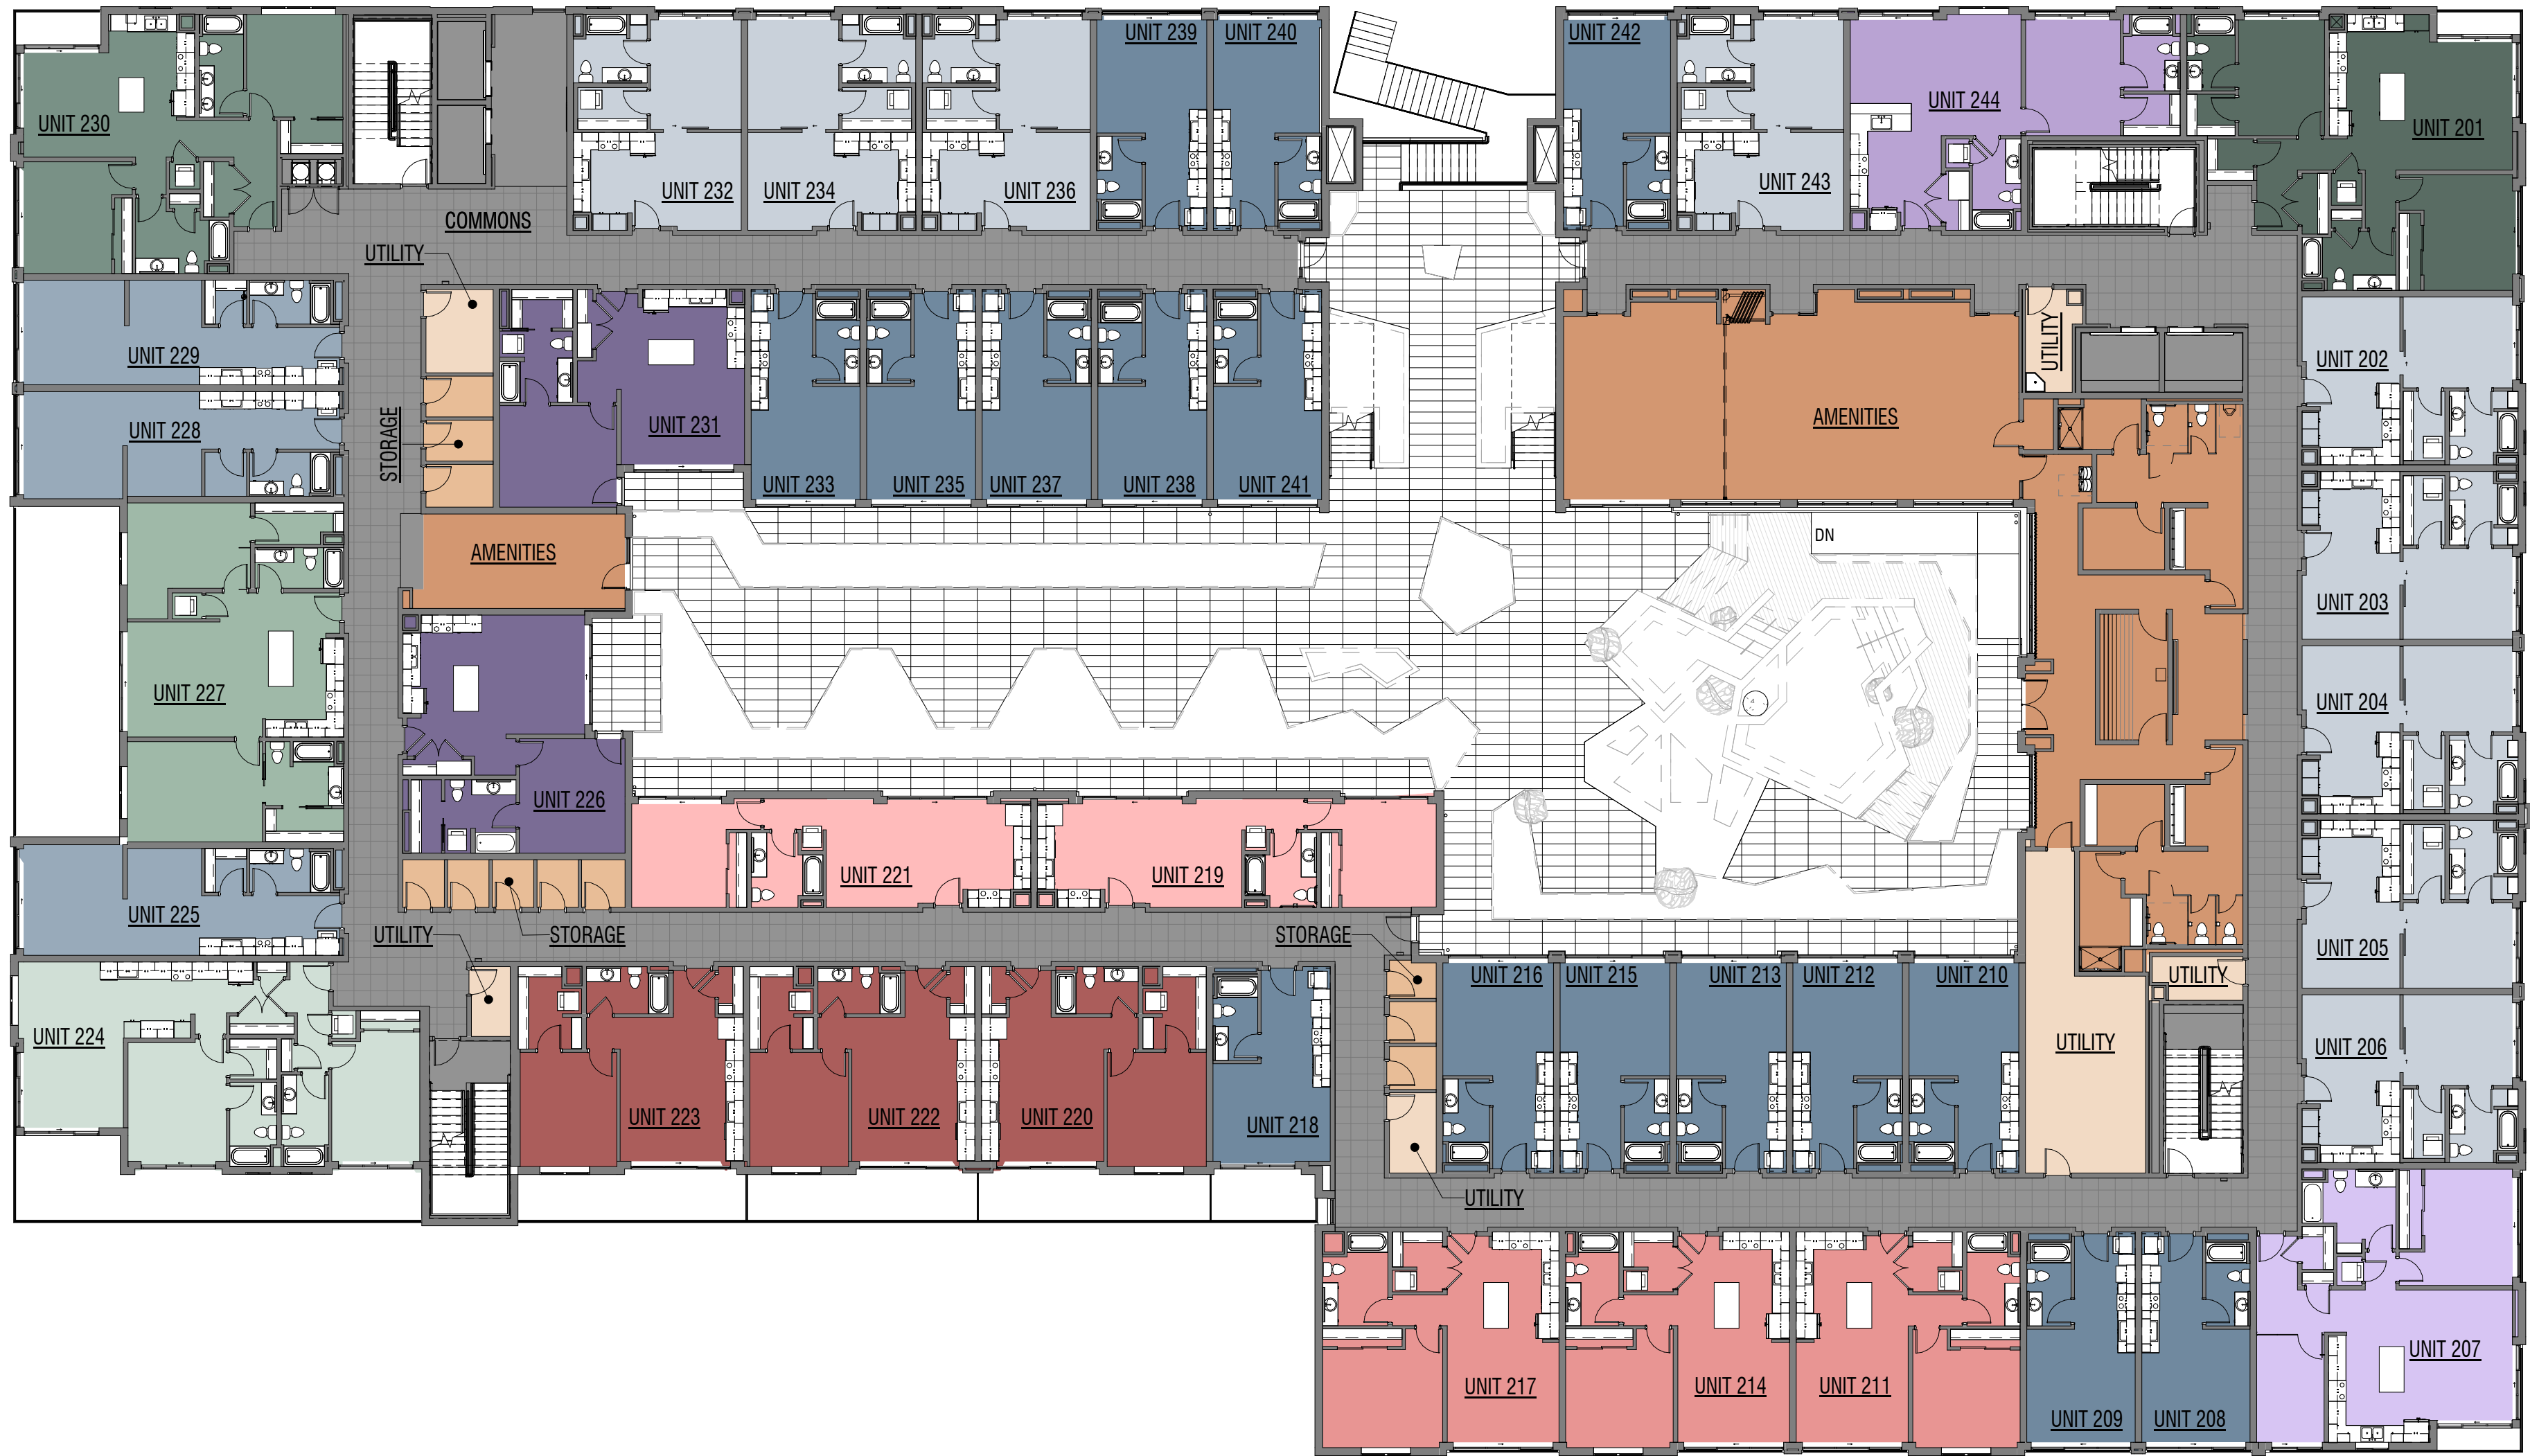 UNIT 239
UNIT 240
UNIT 242
UNIT 244
UNIT 230
UNIT 201
UNIT 232
UNIT 234
UNIT 236
UNIT 243
COMMONS
UTILITY
UNIT 229
UTILITY
UNIT 202
UNIT 228
STORAGE
UNIT 231
AMENITIES
UNIT 233
UNIT 235
UNIT 237
UNIT 238
UNIT 241
AMENITIES
DN
UNIT 203
UNIT 227
UNIT 204
UNIT 226
UNIT 221
UNIT 219
UNIT 225
UTILITY
STORAGE
STORAGE
UNIT 205
UNIT 216
UNIT 215
UNIT 213
UNIT 212
UNIT 210
UTILITY
UNIT 224
UTILITY
UNIT 206
UNIT 223
UNIT 222
UNIT 220
UNIT 218
UTILITY
UNIT 207
UNIT 217
UNIT 214
UNIT 211
UNIT 209
UNIT 208